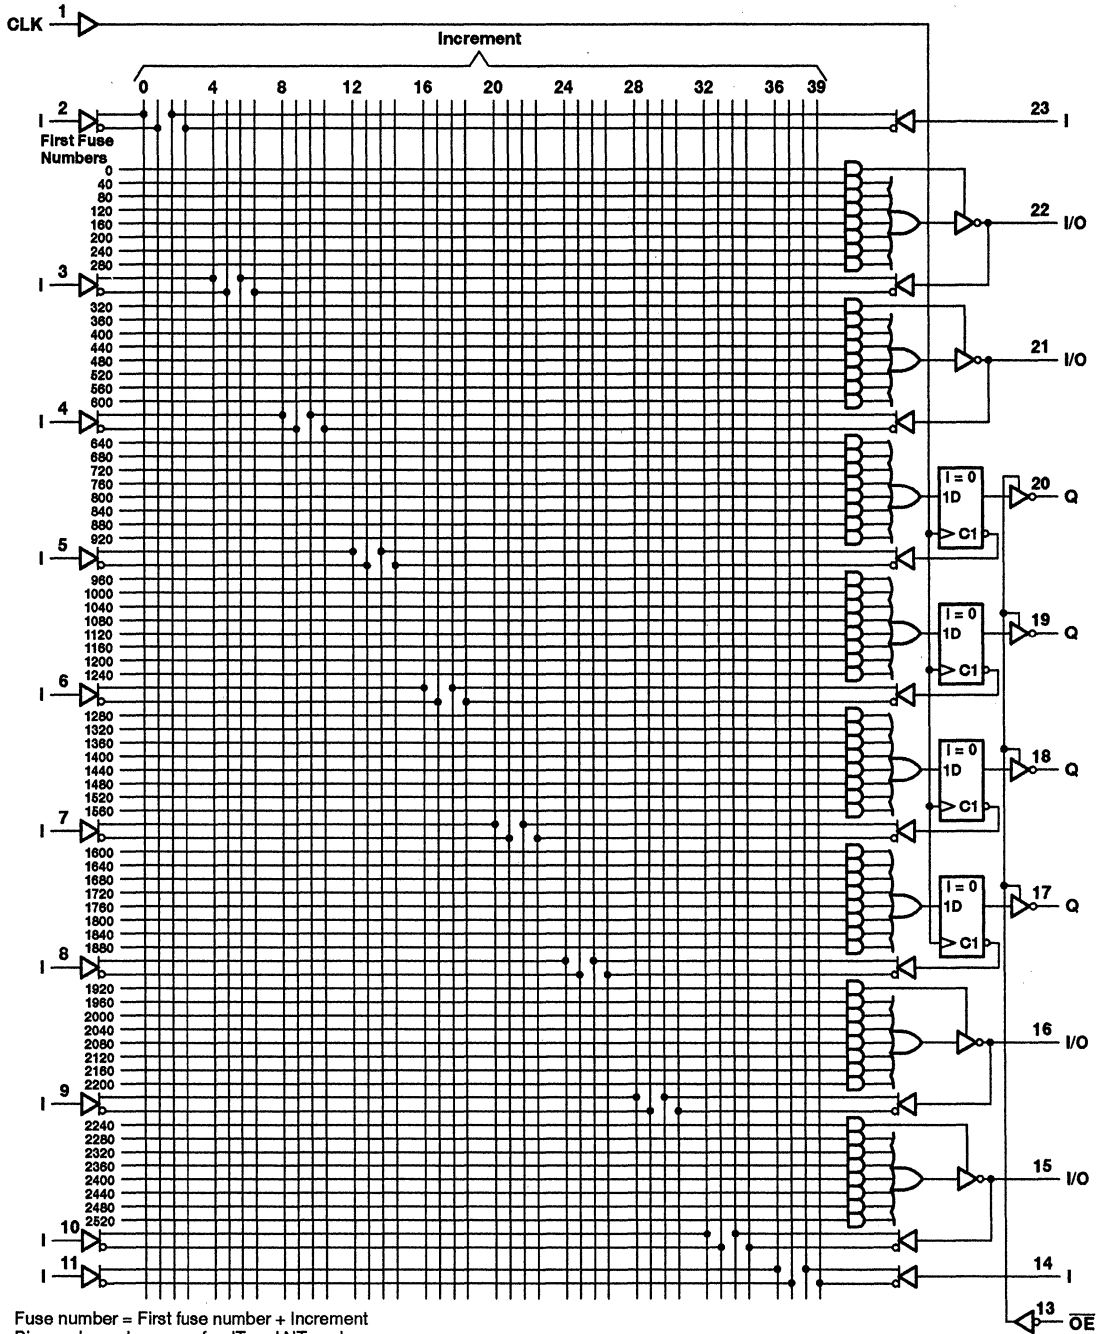 CLK 1
Increment
0 4 8 12 16 20 24 28 32 36 39
I 2 23 I
First Fuse
Numbers
0
40
80
120
160 22 I/O
200
240
280
I 3
320
360
400
440
480 21 I/O
520
560
600
I 4
640
680
720 I = 0
760 20
800 1D Q
840
880
920 C1
I 5
960
1000
1040 I = 0
1080 19
1120 1D Q
1160
1200
1240 C1
I 6
1280
1320
1360 I = 0
1400 18
1440 1D Q
1480
1520
1560 C1
I 7
1600
1640
1680 I = 0
1720 17
1760 1D Q
1800
1840
1880 C1
I 8
1920
1960
2000
2040 16
2080 I/O
2120
2160
2200
I 9
2240
2280
2320
2360 15
2400 I/O
2440
2480
2520
I 10
I 11 14 I
Fuse number = First fuse number + Increment
13 OE